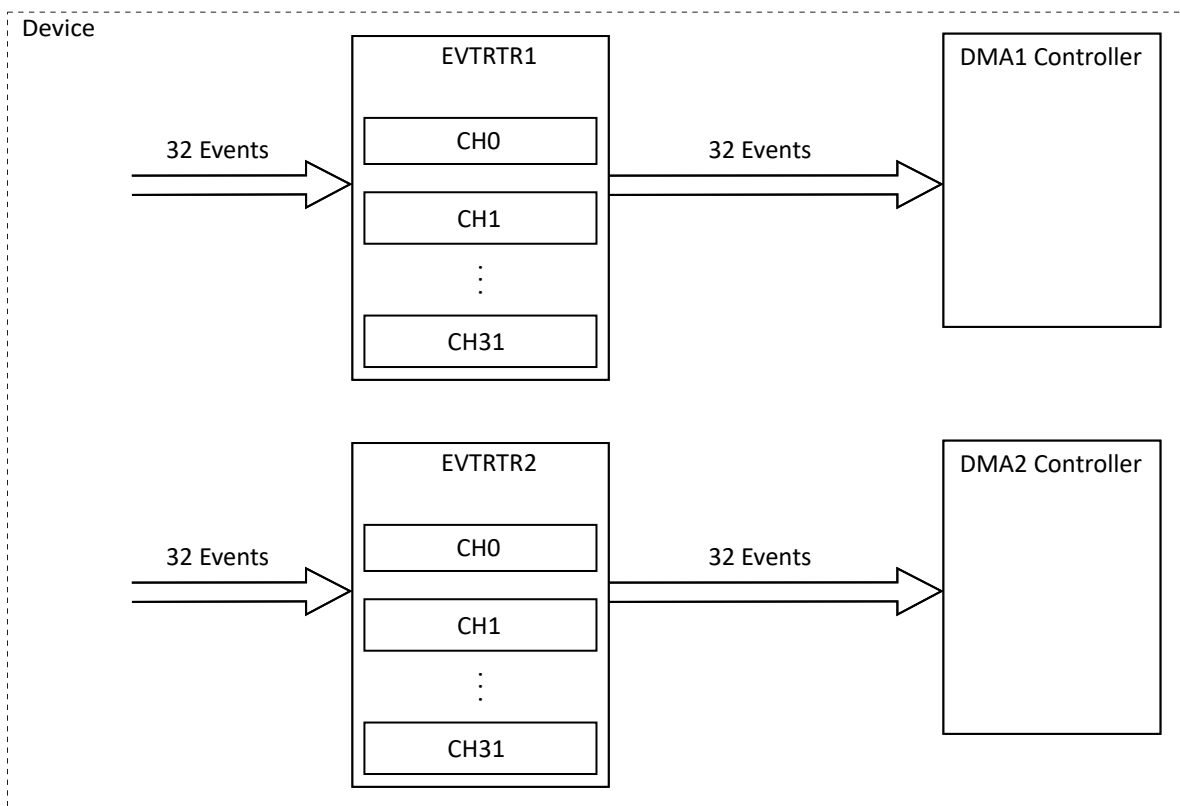 Device
EVTRTR1
DMA1 Controller
CH0
32 Events
32 Events
CH1
CH31
EVTRTR2
DMA2 Controller
CH0
32 Events
32 Events
CH1
CH31